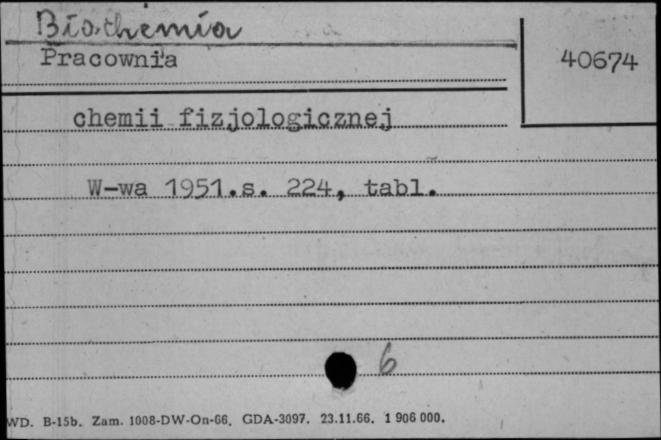 Biochemia
Pracownia
40674
chemii fizjologicznej
W-wa 1951.s. 224, tabl.
6
WD. B-15b. Zam. 1008-DW-On-66. GDA-3097. 23.11.66. 1 906 000.